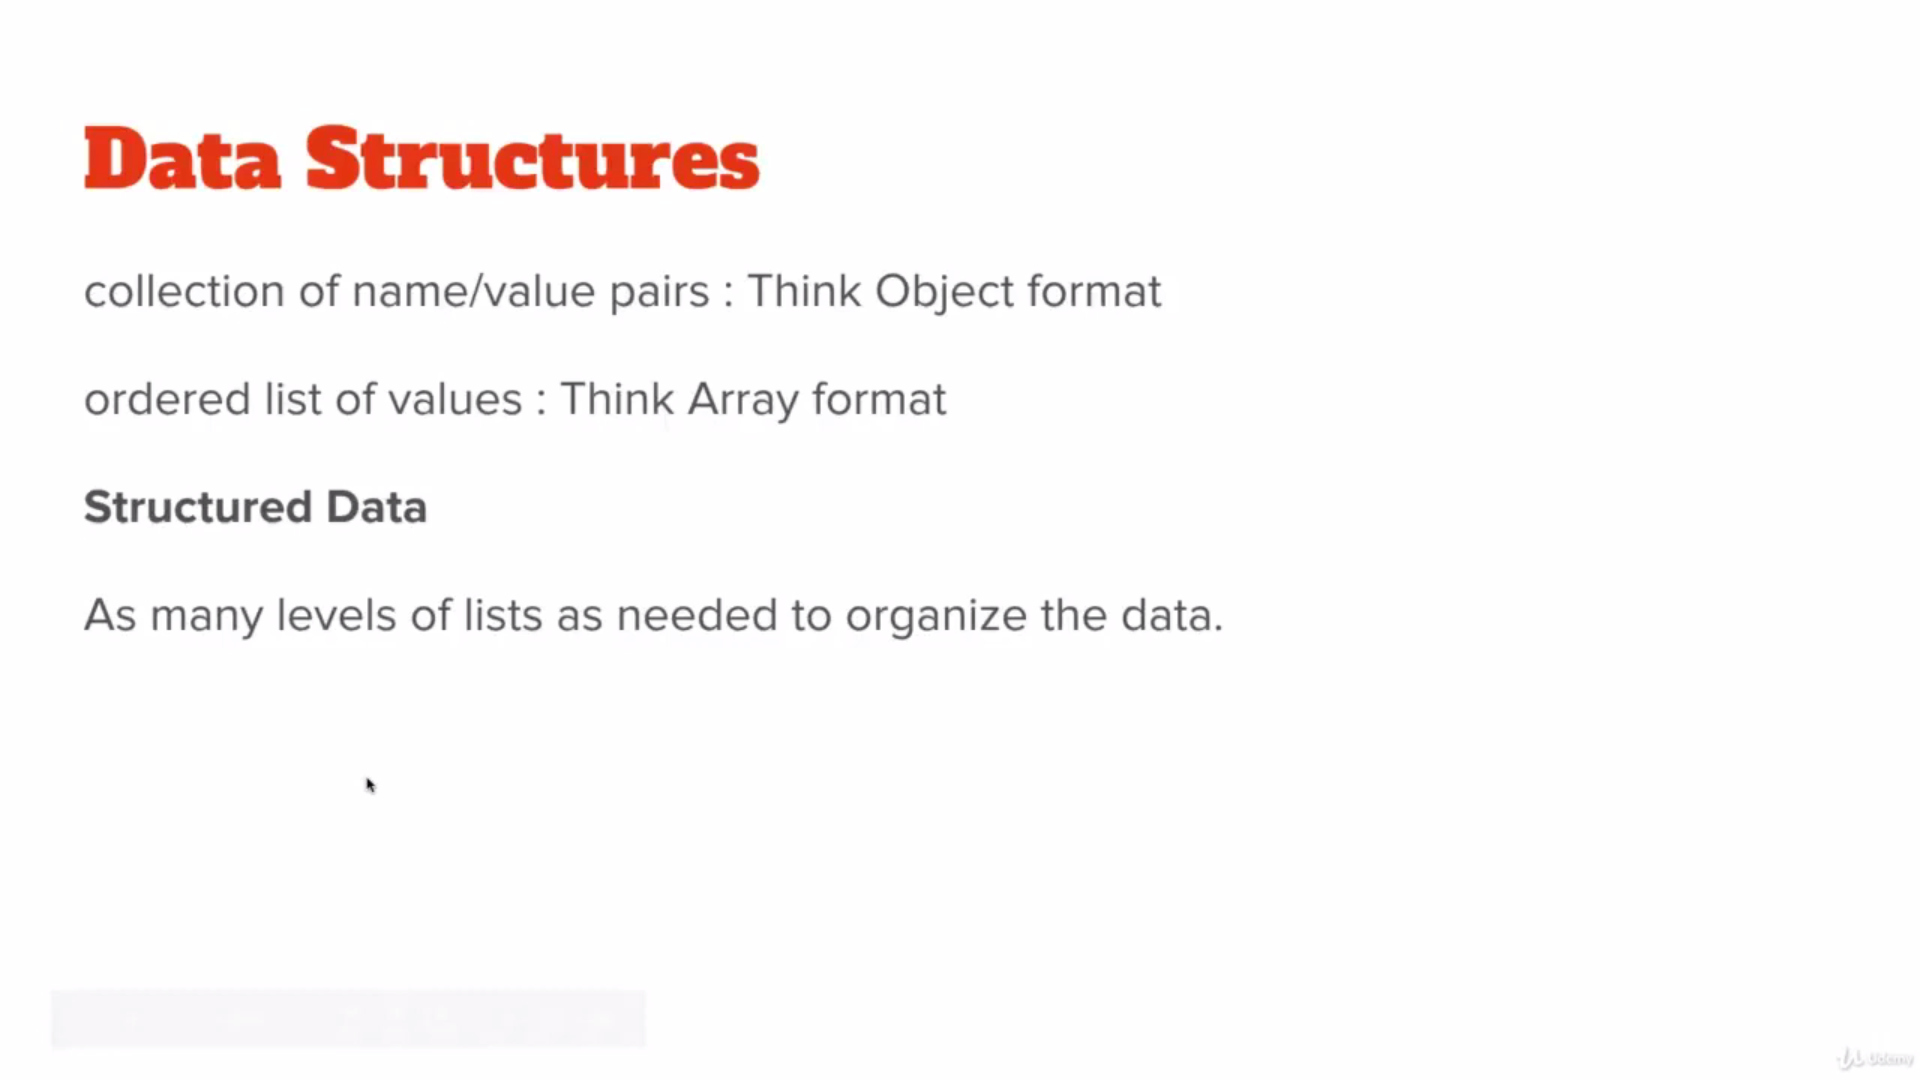 Data Structures
collection of name/value pairs : Think Object format
ordered list of values : Think Array format
Structured Data
As many levels of lists as needed to organize the data.
Udemy